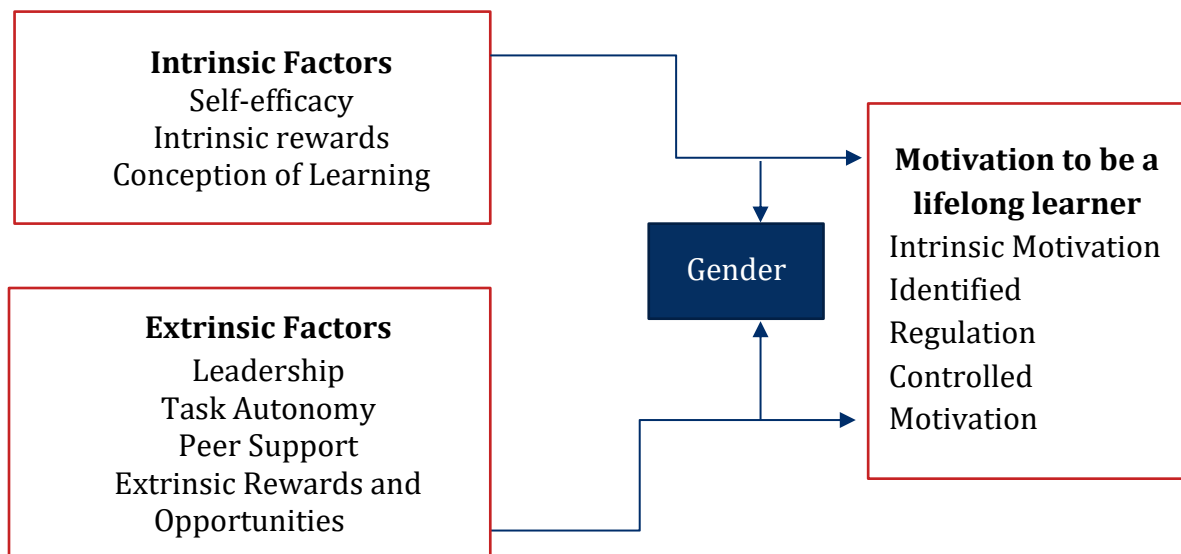 Intrinsic Factors
Self-efficacy
Intrinsic rewards
Conception of Learning
Extrinsic Factors
Leadership
Task Autonomy
Peer Support
Extrinsic Rewards and
Opportunities
Gender
Motivation to be a
lifelong learner
Intrinsic Motivation
Identified
Regulation
Controlled
Motivation